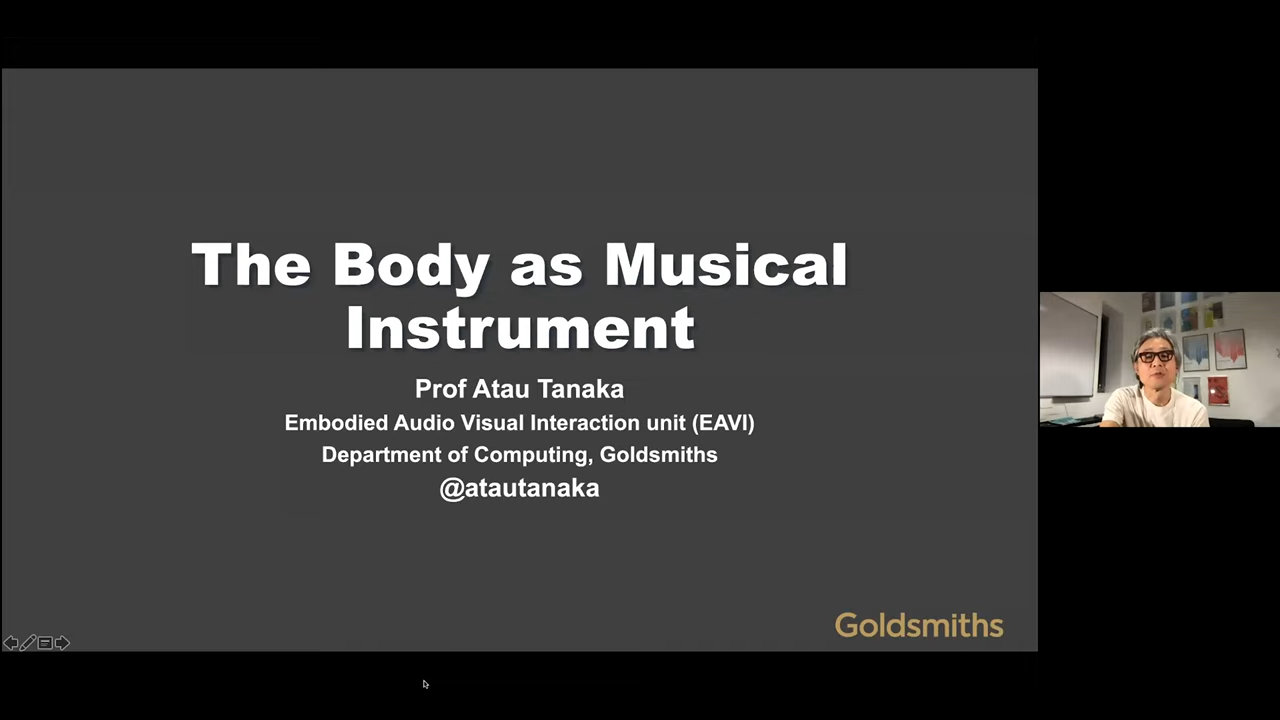 The Body as Musical
Instrument
Prof Atau Tanaka
Embodied Audio Visual Interaction unit (EAVI)
Department of Computing, Goldsmiths
@atautanaka
Goldsmiths